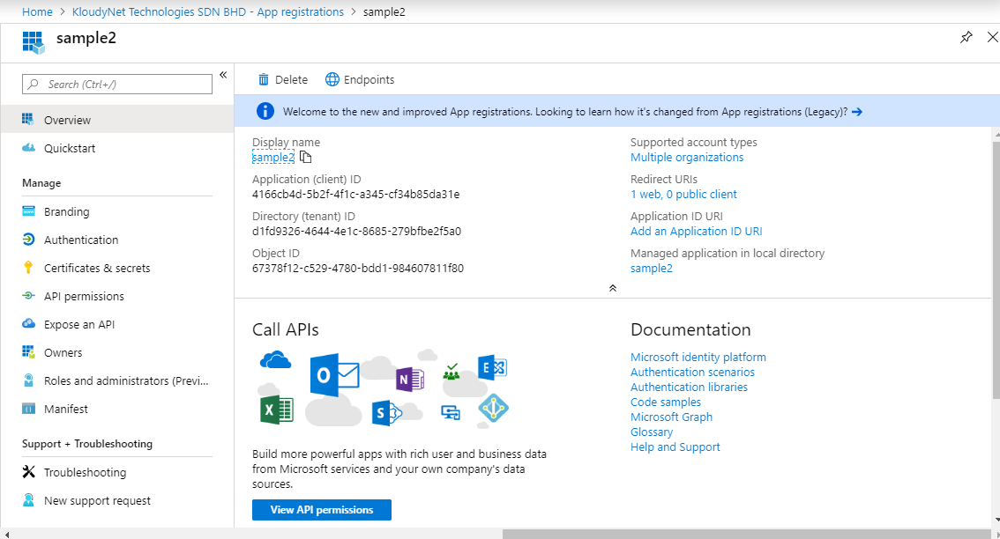 Home > KloudyNet Technologies SDN BHD - App registrations > sample2
sample2
Search (Ctrl+/)
«
Overview
Quickstart
Manage
Branding
Authentication
Certificates & secrets
API permissions
Expose an API
Owners
Roles and administrators (Previ...
Manifest
Support + Troubleshooting
Troubleshooting
New support request
Delete
Endpoints
Welcome to the new and improved App registrations. Looking to learn how it's changed from App registrations (Legacy)? →
Display name
sample2
Application (client) ID
4166cb4d-5b2f-4f1c-a345-cf34b85da31e
Directory (tenant) ID
d1fd9326-4644-4e1c-8685-279bfbe2f5a0
Object ID
67378f12-c529-4780-bdd1-984607811f80
Supported account types
Multiple organizations
Redirect URIs
1 web, 0 public client
Application ID URI
Add an Application ID URI
Managed application in local directory
sample2
Call APIs
O
N
E
X
S
Build more powerful apps with rich user and business data
from Microsoft services and your own company's data
sources.
View API permissions
Documentation
Microsoft identity platform
Authentication scenarios
Authentication libraries
Code samples
Microsoft Graph
Glossary
Help and Support